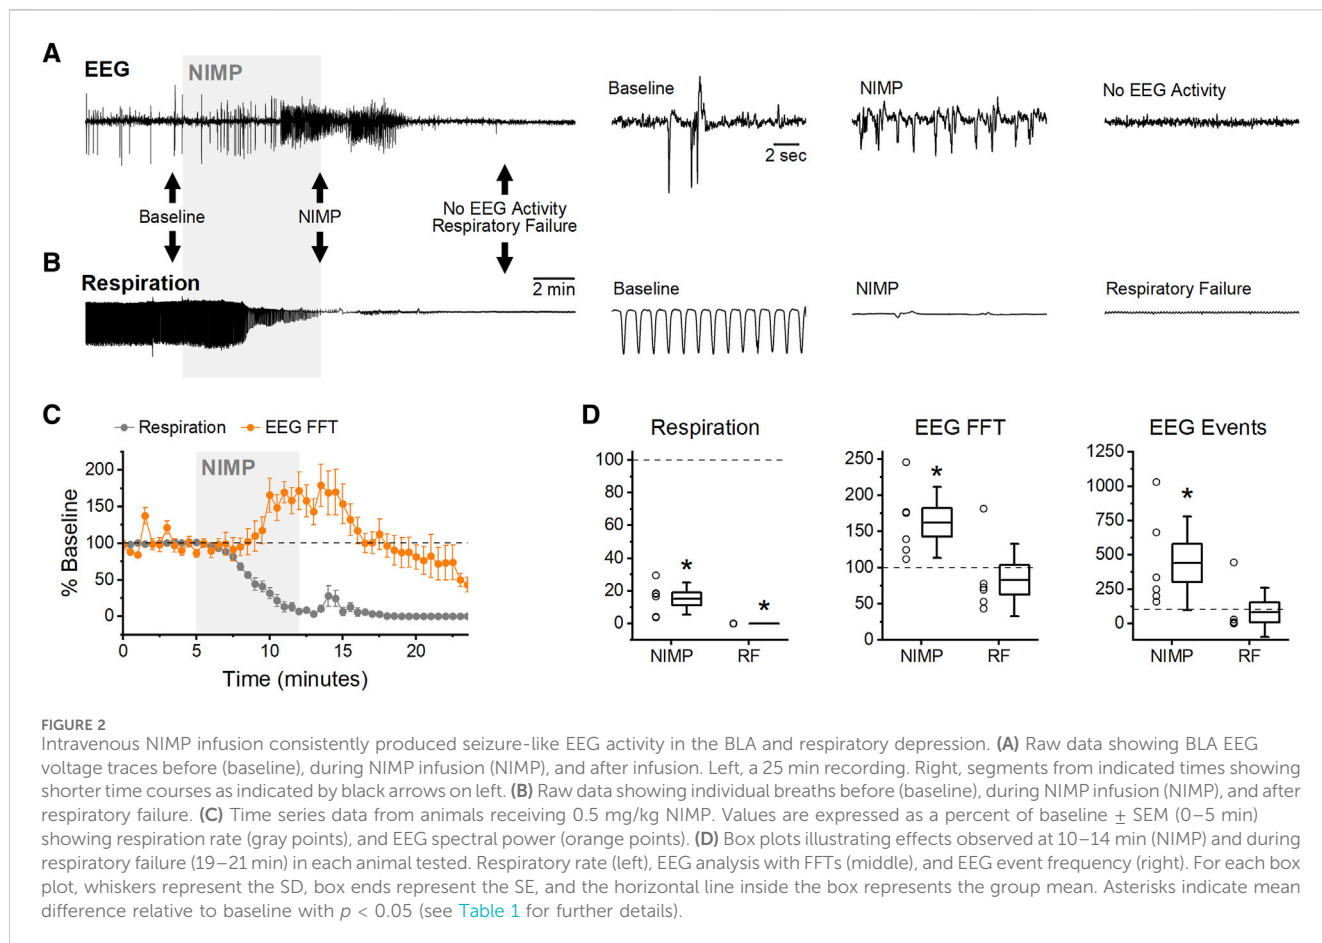 A
EEG
NIMP
Baseline
2 sec
NIMP
No EEG Activity
Baseline
NIMP
No EEG Activity
Respiratory Failure
B
Respiration
2 min
Baseline
NIMP
Respiratory Failure
C
Respiration
EEG FFT
NIMP
% Baseline
200
150
100
50
0
0
5
10
15
20
Time (minutes)
D
Respiration
100
80
60
40
20
0
*
*
NIMP
RF
EEG FFT
250
200
150
100
50
0
*
NIMP
RF
EEG Events
1250
1000
750
500
250
0
*
NIMP
RF
FIGURE 2
Intravenous NIMP infusion consistently produced seizure-like EEG activity in the BLA and respiratory depression. (A) Raw data showing BLA EEG
voltage traces before (baseline), during NIMP infusion (NIMP), and after infusion. Left, a 25 min recording. Right, segments from indicated times showing
shorter time courses as indicated by black arrows on left. (B) Raw data showing individual breaths before (baseline), during NIMP infusion (NIMP), and after
respiratory failure. (C) Time series data from animals receiving 0.5 mg/kg NIMP. Values are expressed as a percent of baseline ± SEM (0–5 min)
showing respiration rate (gray points), and EEG spectral power (orange points). (D) Box plots illustrating effects observed at 10–14 min (NIMP) and during
respiratory failure (19–21 min) in each animal tested. Respiratory rate (left), EEG analysis with FFTs (middle), and EEG event frequency (right). For each box
plot, whiskers represent the SD, box ends represent the SE, and the horizontal line inside the box represents the group mean. Asterisks indicate mean
difference relative to baseline with p < 0.05 (see Table 1 for further details).